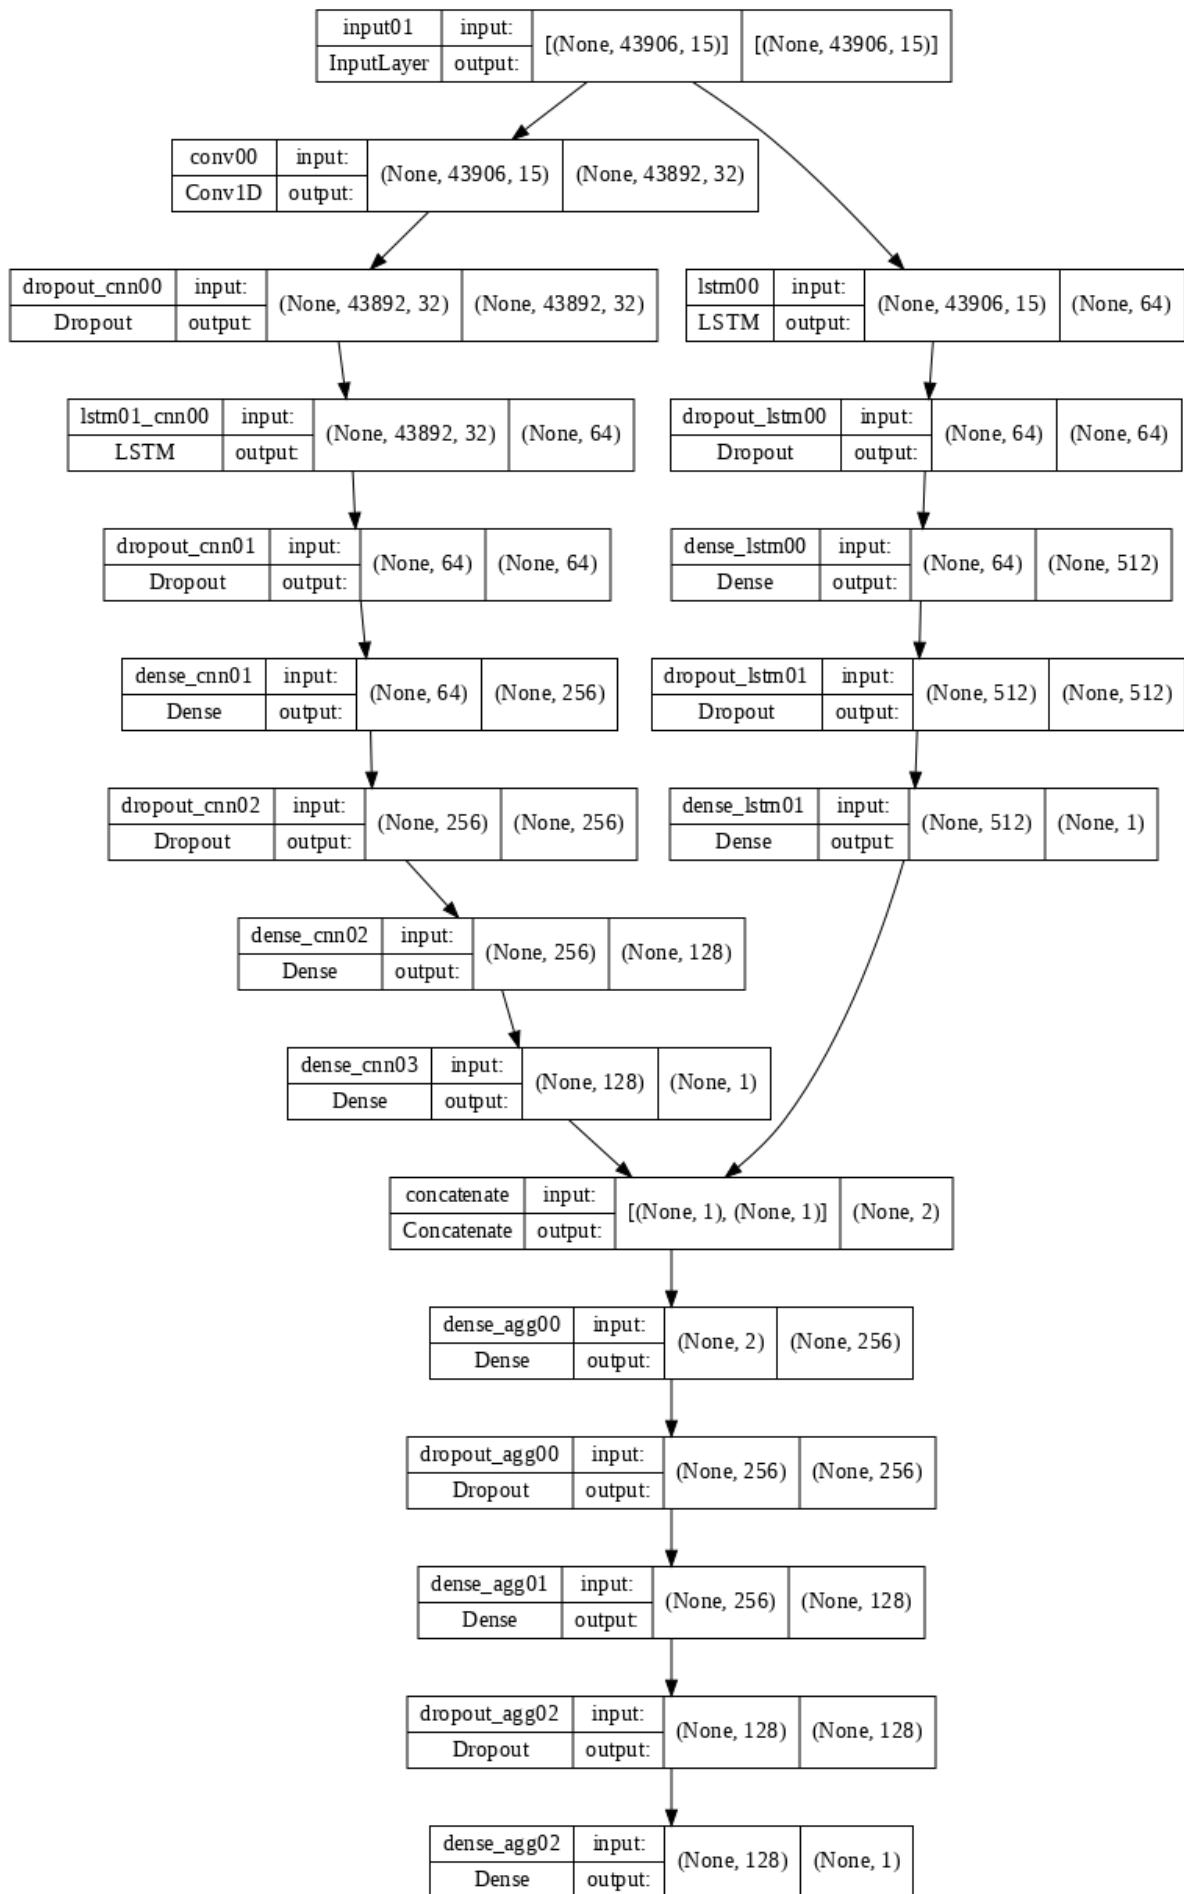 input01 input: [(None, 43906, 15)] [(None, 43906, 15)]
InputLayer output:
conv00 input: (None, 43906, 15) (None, 43892, 32)
Conv1D output:
dropout_cnn00 input: (None, 43892, 32) (None, 43892, 32)
Dropout output:
lstm00 input: (None, 43906, 15) (None, 64)
LSTM output:
lstm01_cnn00 input: (None, 43892, 32) (None, 64)
LSTM output:
dropout_lstm00 input: (None, 64) (None, 64)
Dropout output:
dropout_cnn01 input: (None, 64) (None, 64)
Dropout output:
dense_lstm00 input: (None, 64) (None, 512)
Dense output:
dense_cnn01 input: (None, 64) (None, 256)
Dense output:
dropout_lstm01 input: (None, 512) (None, 512)
Dropout output:
dropout_cnn02 input: (None, 256) (None, 256)
Dropout output:
dense_lstm01 input: (None, 512) (None, 1)
Dense output:
dense_cnn02 input: (None, 256) (None, 128)
Dense output:
dense_cnn03 input: (None, 128) (None, 1)
Dense output:
concatenate input: [(None, 1), (None, 1)] (None, 2)
Concatenate output:
dense_agg00 input: (None, 2) (None, 256)
Dense output:
dropout_agg00 input: (None, 256) (None, 256)
Dropout output:
dense_agg01 input: (None, 256) (None, 128)
Dense output:
dropout_agg02 input: (None, 128) (None, 128)
Dropout output:
dense_agg02 input: (None, 128) (None, 1)
Dense output: